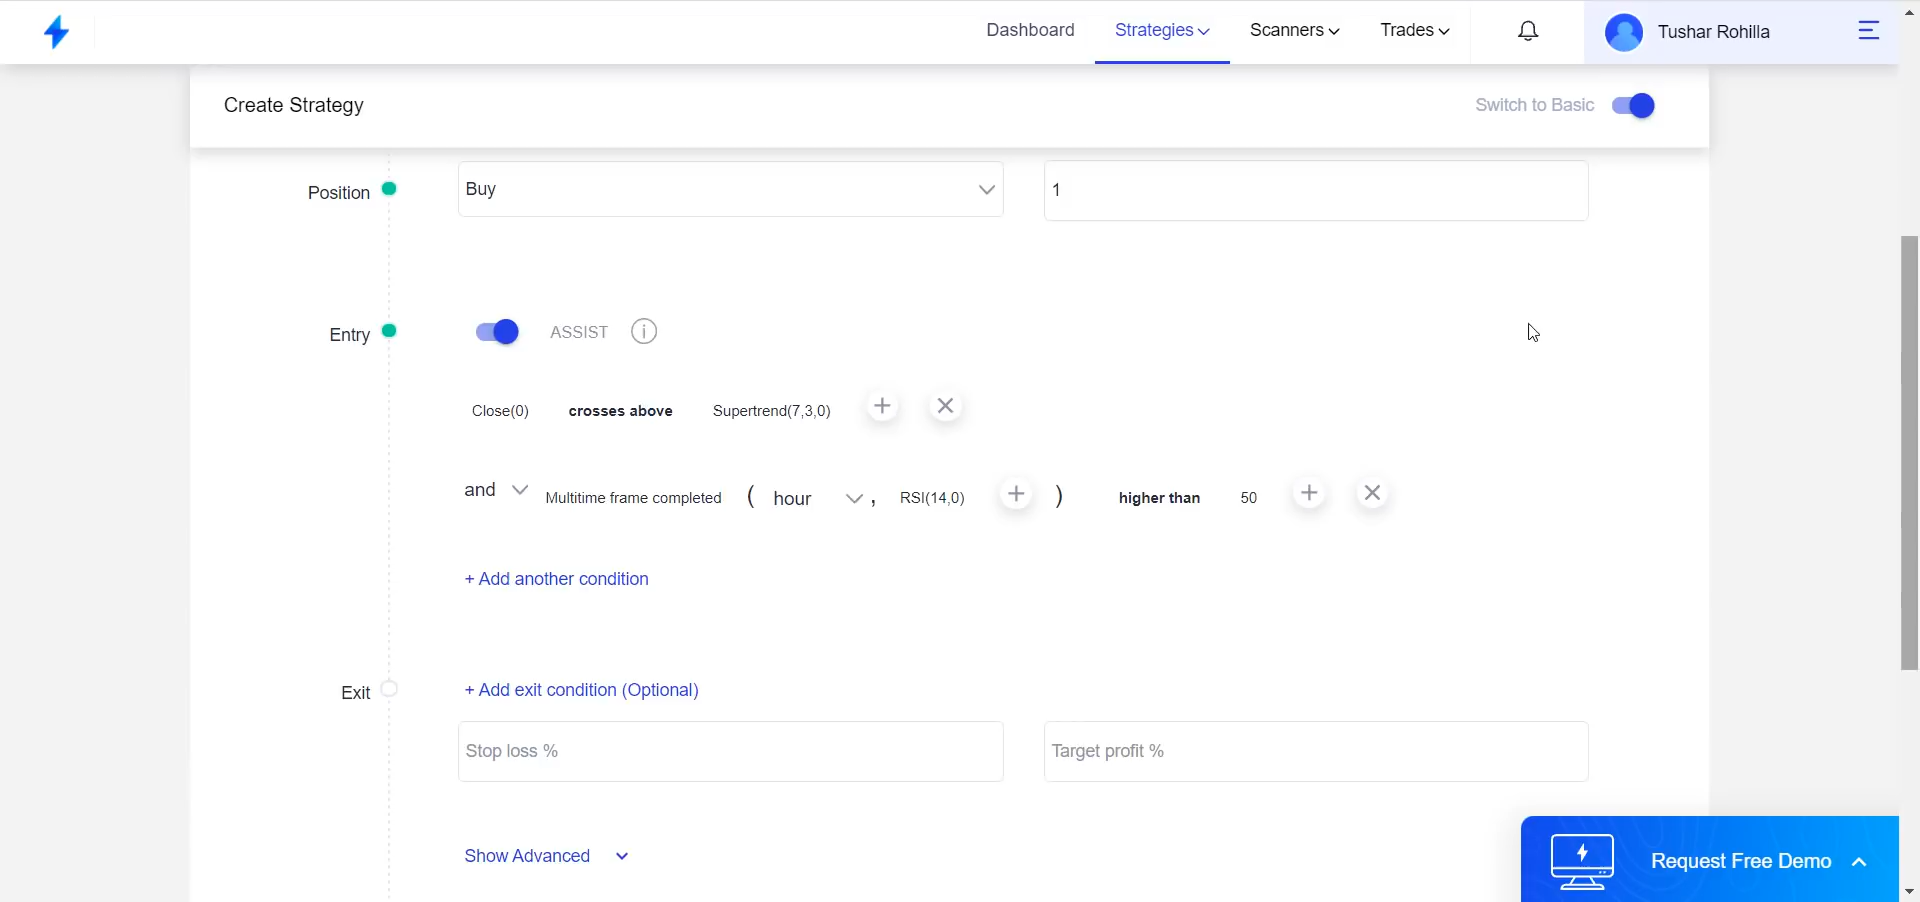 Dashboard Strategies Scanners Trades Tushar Rohilla
Create Strategy Switch to Basic
Position Buy 1
Entry ASSIST i
Close(0) crosses above Supertrend(7,3,0) + ×
and Multitime frame completed ( hour , RSI(14,0) + ) higher than 50 + ×
+ Add another condition
Exit + Add exit condition (Optional)
Stop loss % Target profit %
Show Advanced
Request Free Demo